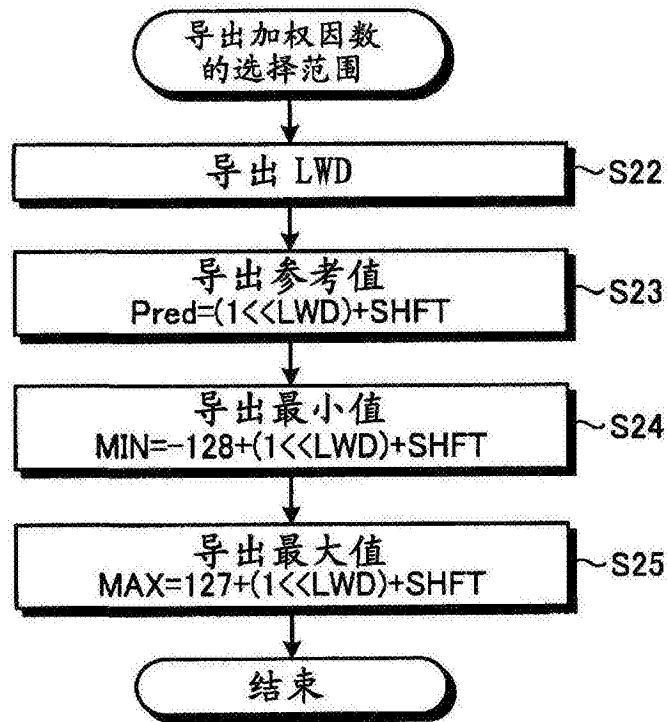 导出加权因数
的选择范围
导出 LWD
~S22
导出参考值
Pred=(1<<LWD)+SHFT
~S23
导出最小值
MIN=-128+(1<<LWD)+SHFT
~S24
导出最大值
MAX=127+(1<<LWD)+SHFT
~S25
结束